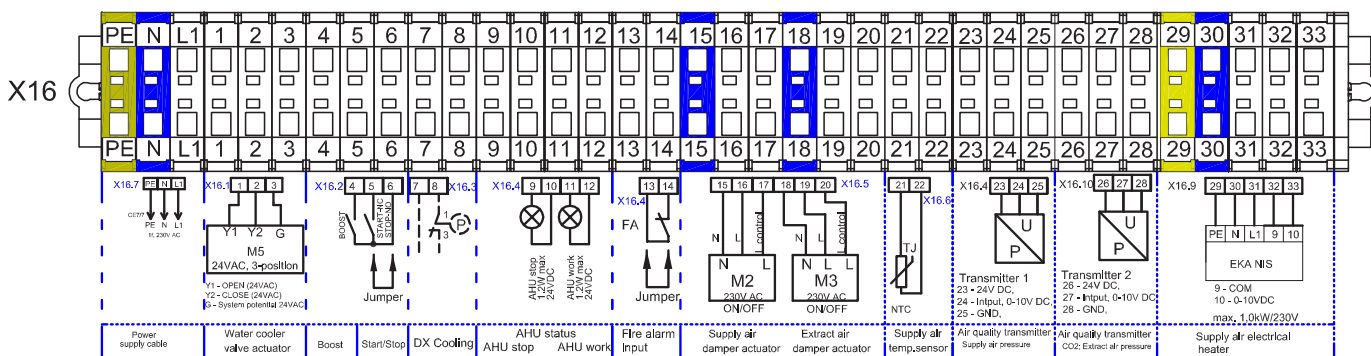 PE N L1 1 2 3 4 5 6 7 8 9 10 11 12 13 14 15 16 17 18 19 20 21 22 23 24 25 26 27 28 29 30 31 32 33
X16
PE N L1 1 2 3 4 5 6 7 8 9 10 11 12 13 14 15 16 17 18 19 20 21 22 23 24 25 26 27 28 29 30 31 32 33
X16.7 PE N L1
CE7/7
PE N L1
1f, 230V AC
Power
supply cable
X16.1 1 2 3
Y1 Y2 G
M5
24VAC, 3-position
Y1 - OPEN (24VAC)
Y2 - CLOSE (24VAC)
G - System potential 24VAC
Water cooler
valve actuator
X16.2 4 5 6
BOOST
START-NC
STOP-NO
Jumper
Boost
Start/Stop
7 8 X16.3
1
3
P
DX Cooling
X16.4 9 10 11 12
AHU stop
1,2W max
24VDC
AHU work
1,2W max
24VDC
AHU status
AHU stop AHU work
13 14
X16.4
FA
Jumper
Fire alarm
Input
15 16 17 18 19 20 X16.5
N L L control
N L
M2
230V AC
ON/OFF
Supply air
damper actuator
N L L control
N L
M3
230V AC
ON/OFF
Extract air
damper actuator
21 22
X16.6
TJ
NTC
Supply air
temp.sensor
X16.4 23 24 25
U
P
Transmitter 1
23 - 24V DC,
24 - Intput, 0-10V DC,
25 - GND,
Air quality transmitter
Supply air pressure
X16.10 26 27 28
U
P
Transmitter 2
26 - 24V DC,
27 - Intput, 0-10V DC
28 - GND,
Air quality transmitter
CO2; Extract air pressure
X16.9 29 30 31 32 33
PE N L1 9 10
EKA NIS
9 - COM
10 - 0-10VDC
max. 1,0kW/230V
Supply air electrical
heater